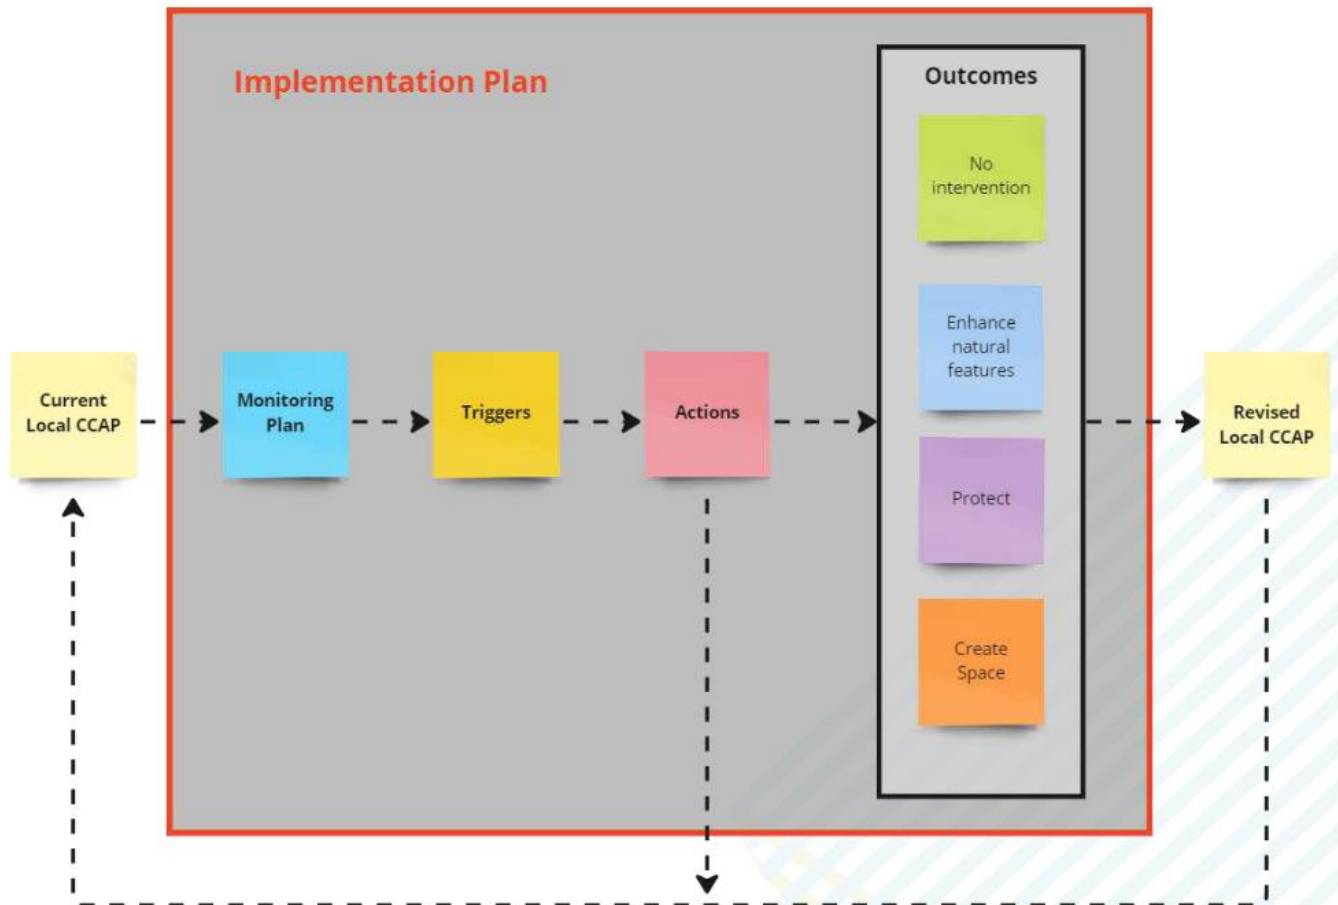 Implementation Plan
Outcomes
No
intervention
Enhance
natural
features
Protect
Create
Space
Current
Local CCAP
Monitoring
Plan
Triggers
Actions
Revised
Local CCAP